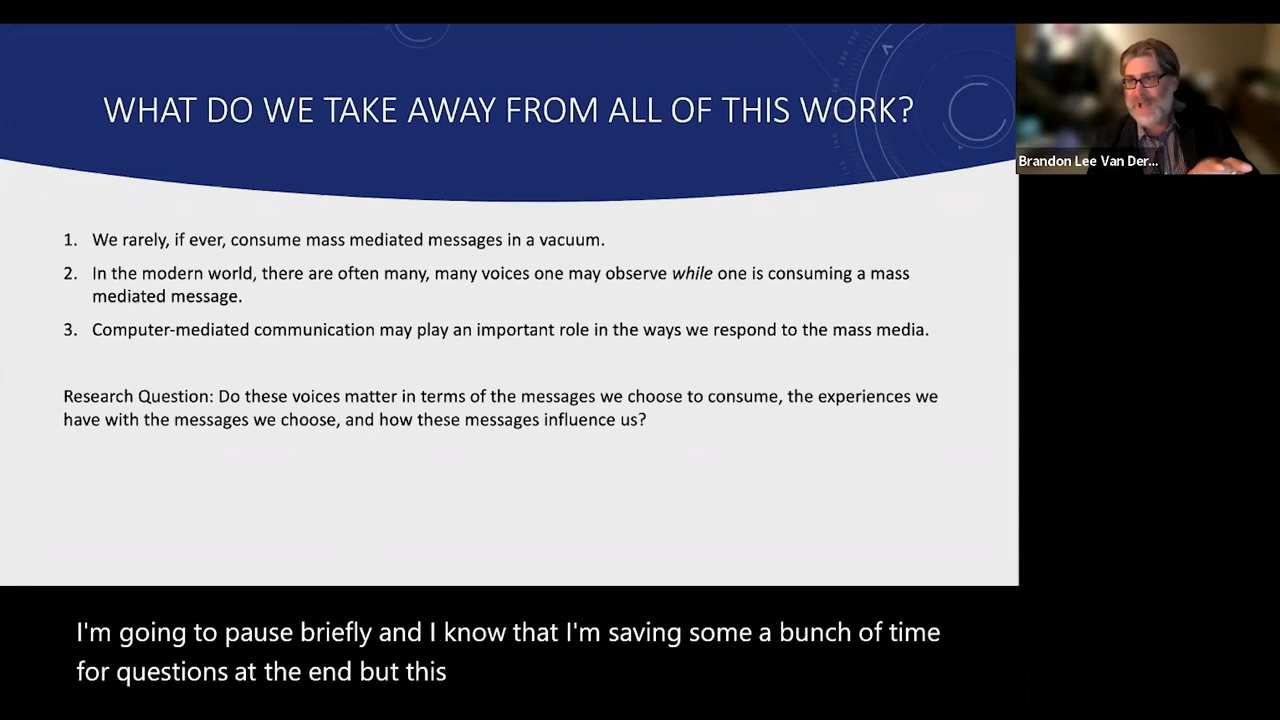 WHAT DO WE TAKE AWAY FROM ALL OF THIS WORK?
Brandon Lee Van Der...
1. We rarely, if ever, consume mass mediated messages in a vacuum.
2. In the modern world, there are often many, many voices one may observe while one is consuming a mass
mediated message.
3. Computer-mediated communication may play an important role in the ways we respond to the mass media.
Research Question: Do these voices matter in terms of the messages we choose to consume, the experiences we
have with the messages we choose, and how these messages influence us?
I'm going to pause briefly and I know that I'm saving some a bunch of time
for questions at the end but this